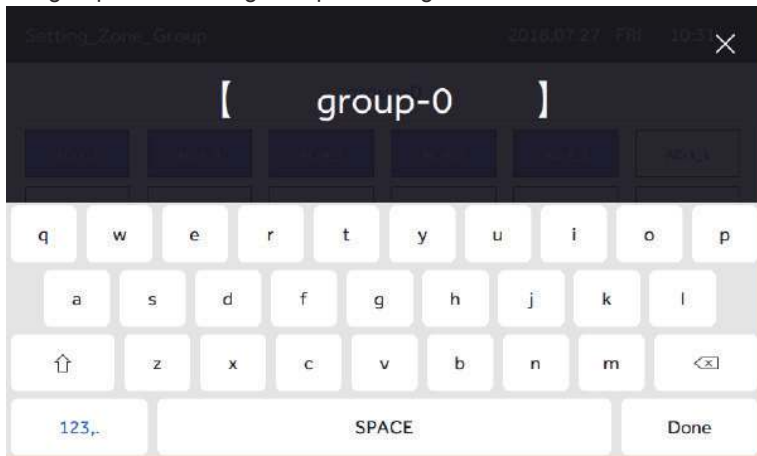 Setting_Zone_Group 2018.07.27 FRI
【 group-0 】
q w e r t y u i o p
a s d f g h j k l
z x c v b n m
123,. SPACE Done